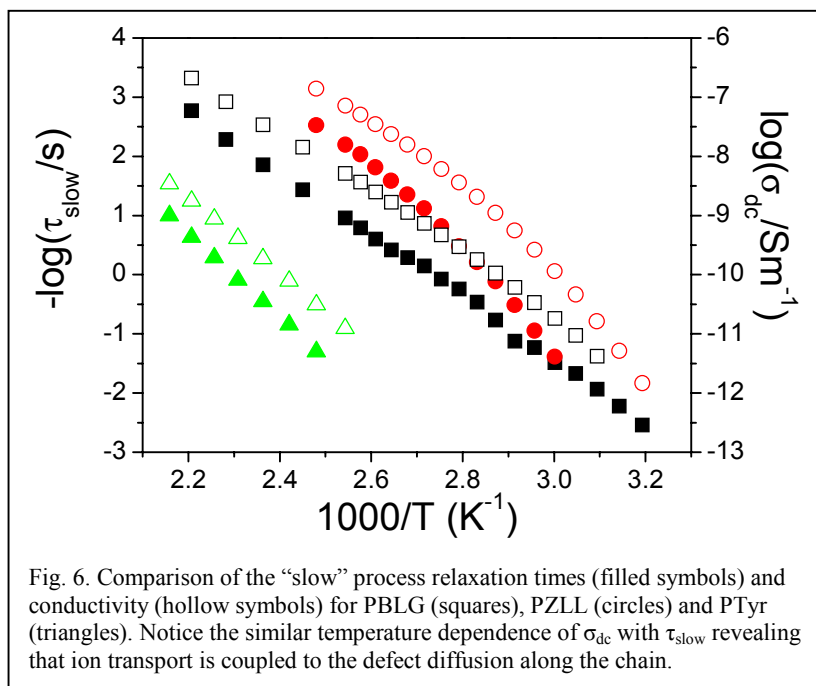 4
3
2
1
0
-1
-2
-3
-log(τslow/s)
-6
-7
-8
-9
-10
-11
-12
-13
log(σdc/Sm-1)
2.2 2.4 2.6 2.8 3.0 3.2
1000/T (K-1)
Fig. 6. Comparison of the “slow” process relaxation times (filled symbols) and
conductivity (hollow symbols) for PBLG (squares), PZLL (circles) and PTyr
(triangles). Notice the similar temperature dependence of σdc with τslow revealing
that ion transport is coupled to the defect diffusion along the chain.